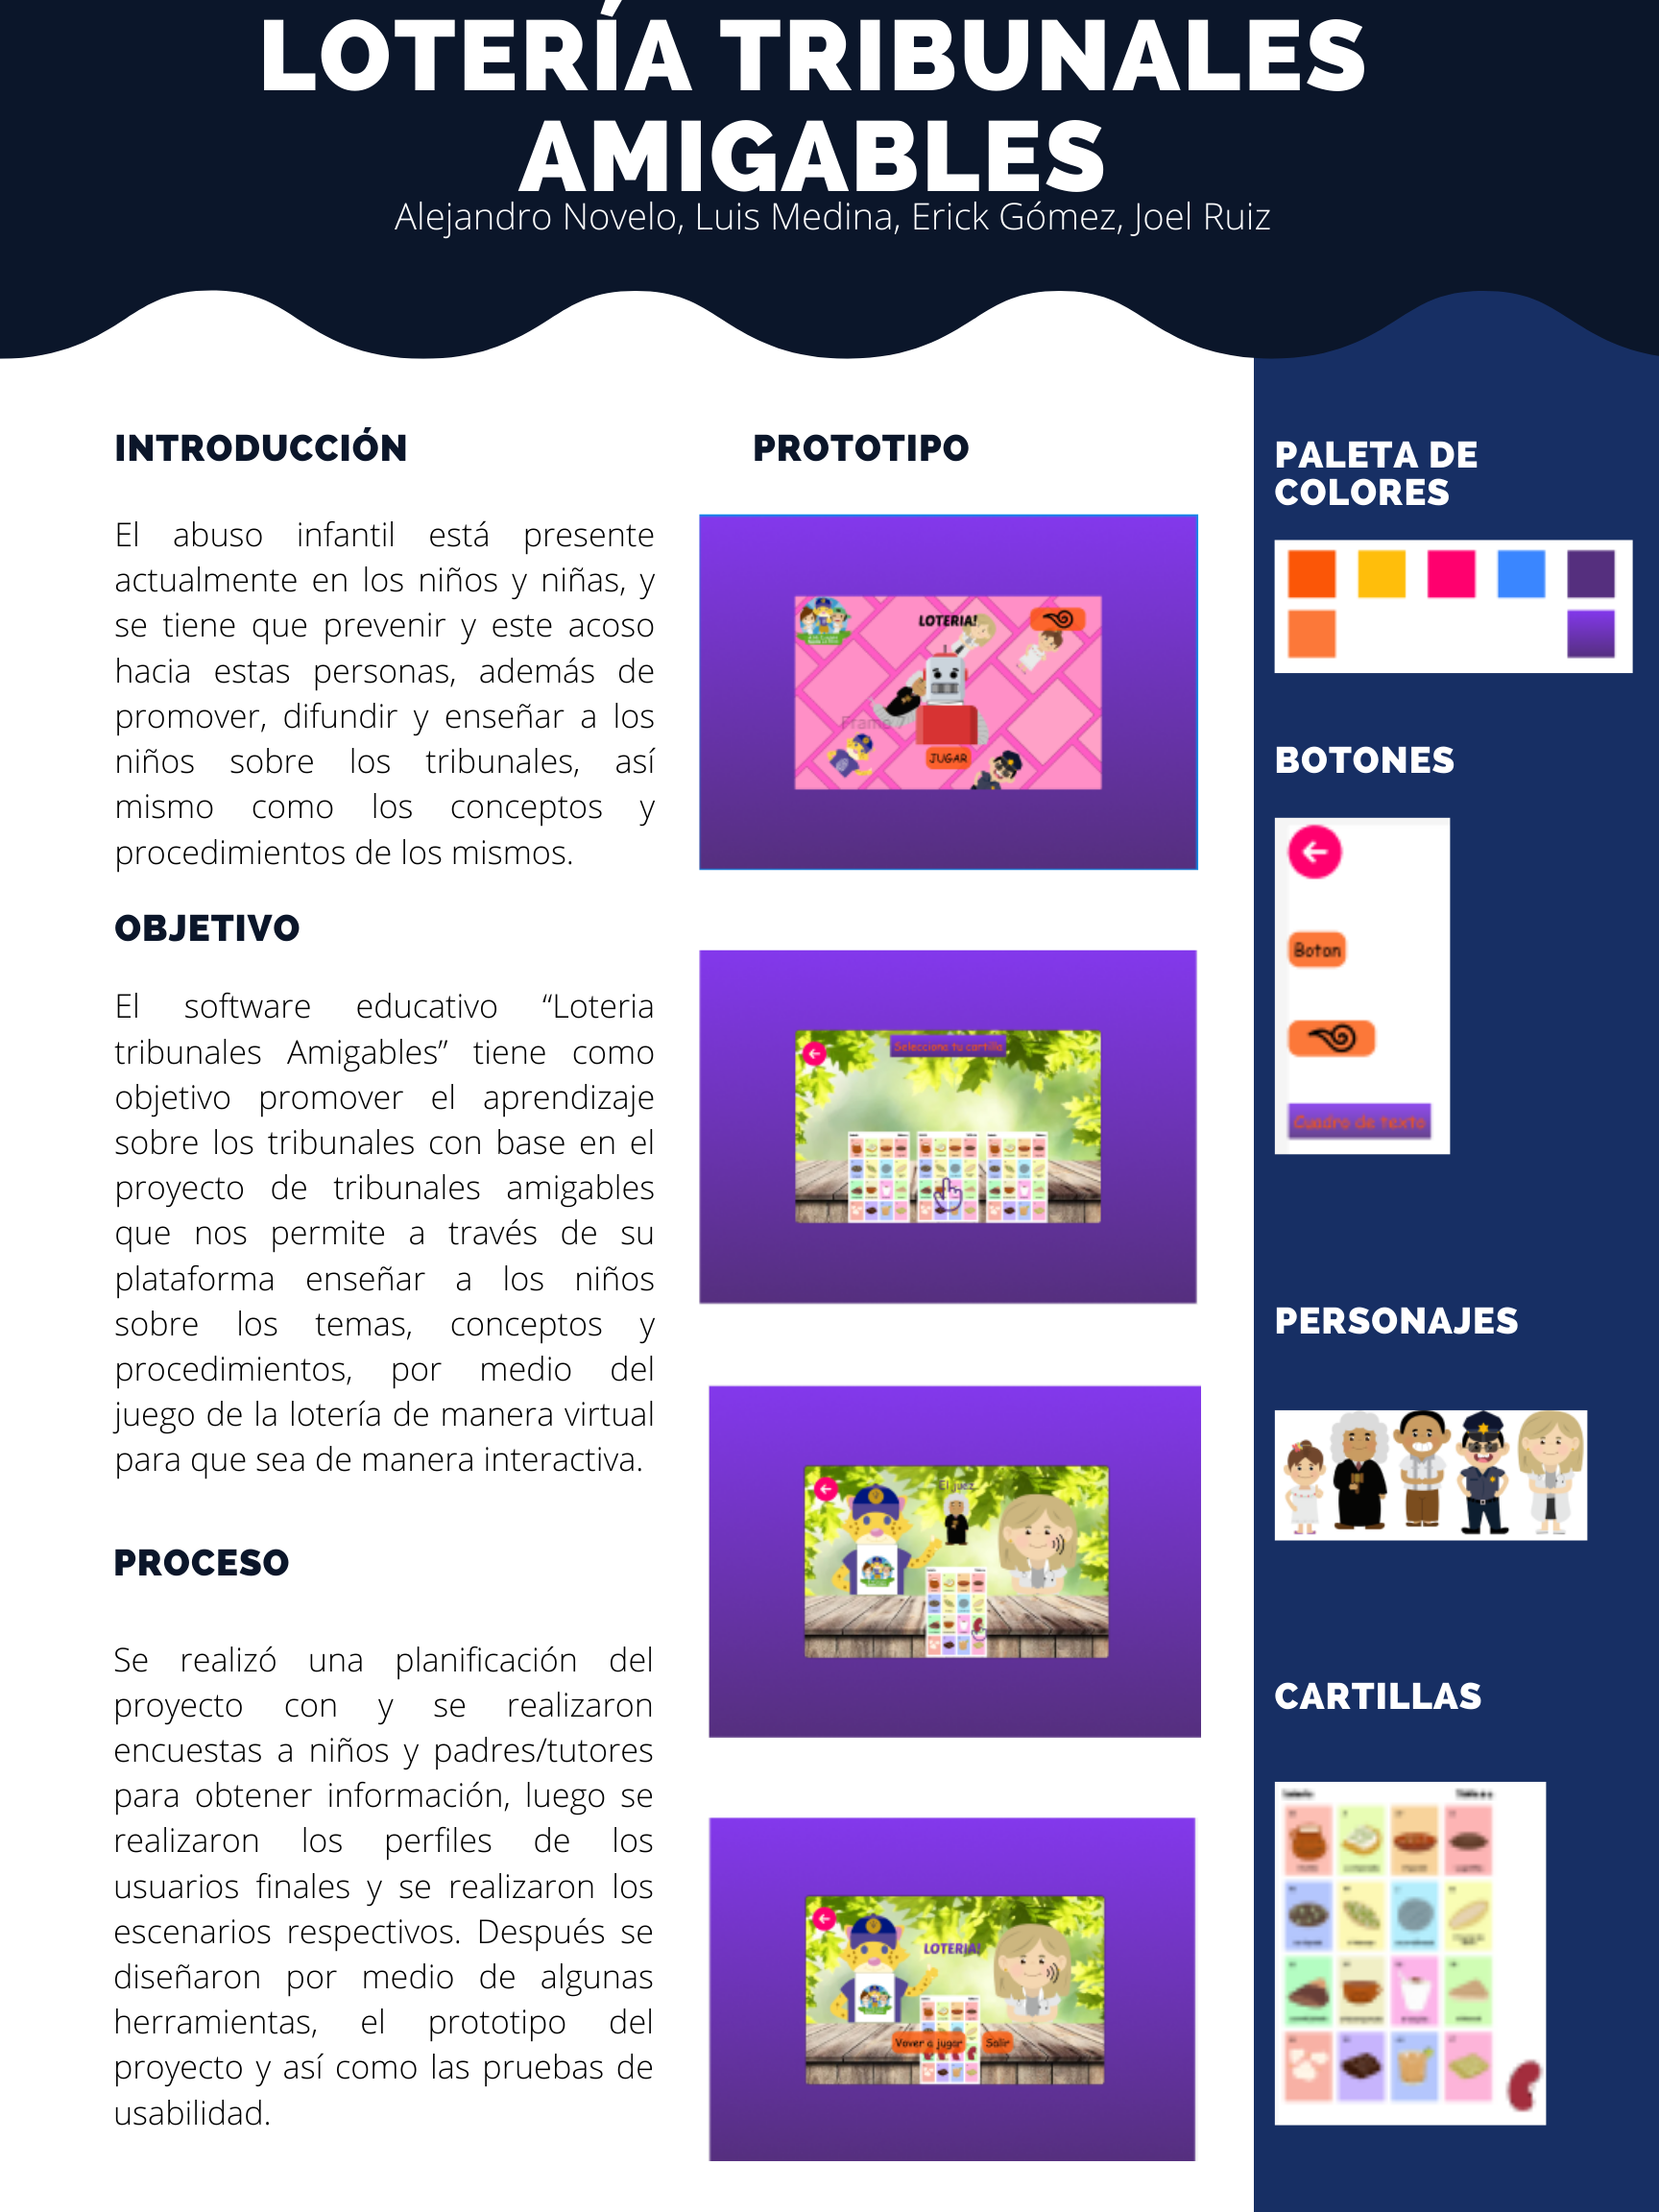 LOTERÍA TRIBUNALES
AMIGABLES
Alejandro Novelo, Luis Medina, Erick Gómez, Joel Ruiz
INTRODUCCIÓN
El abuso infantil está presente
actualmente en los niños y niñas, y
se tiene que prevenir y este acoso
hacia estas personas, además de
promover, difundir y enseñar a los
niños sobre los tribunales, así
mismo como los conceptos y
procedimientos de los mismos.
OBJETIVO
El software educativo “Loteria
tribunales Amigables” tiene como
objetivo promover el aprendizaje
sobre los tribunales con base en el
proyecto de tribunales amigables
que nos permite a través de su
plataforma enseñar a los niños
sobre los temas, conceptos y
procedimientos, por medio del
juego de la lotería de manera virtual
para que sea de manera interactiva.
PROCESO
Se realizó una planificación del
proyecto con y se realizaron
encuestas a niños y padres/tutores
para obtener información, luego se
realizaron los perfiles de los
usuarios finales y se realizaron los
escenarios respectivos. Después se
diseñaron por medio de algunas
herramientas, el prototipo del
proyecto y así como las pruebas de
usabilidad.
PROTOTIPO
LOTERIA!
Frame 7
JUGAR
Selecciona tu cartilla
El juez
LOTERIA!
Vover a jugar
Salir
PALETA DE
COLORES
BOTONES
Boton
Cuadro de texto
PERSONAJES
CARTILLAS